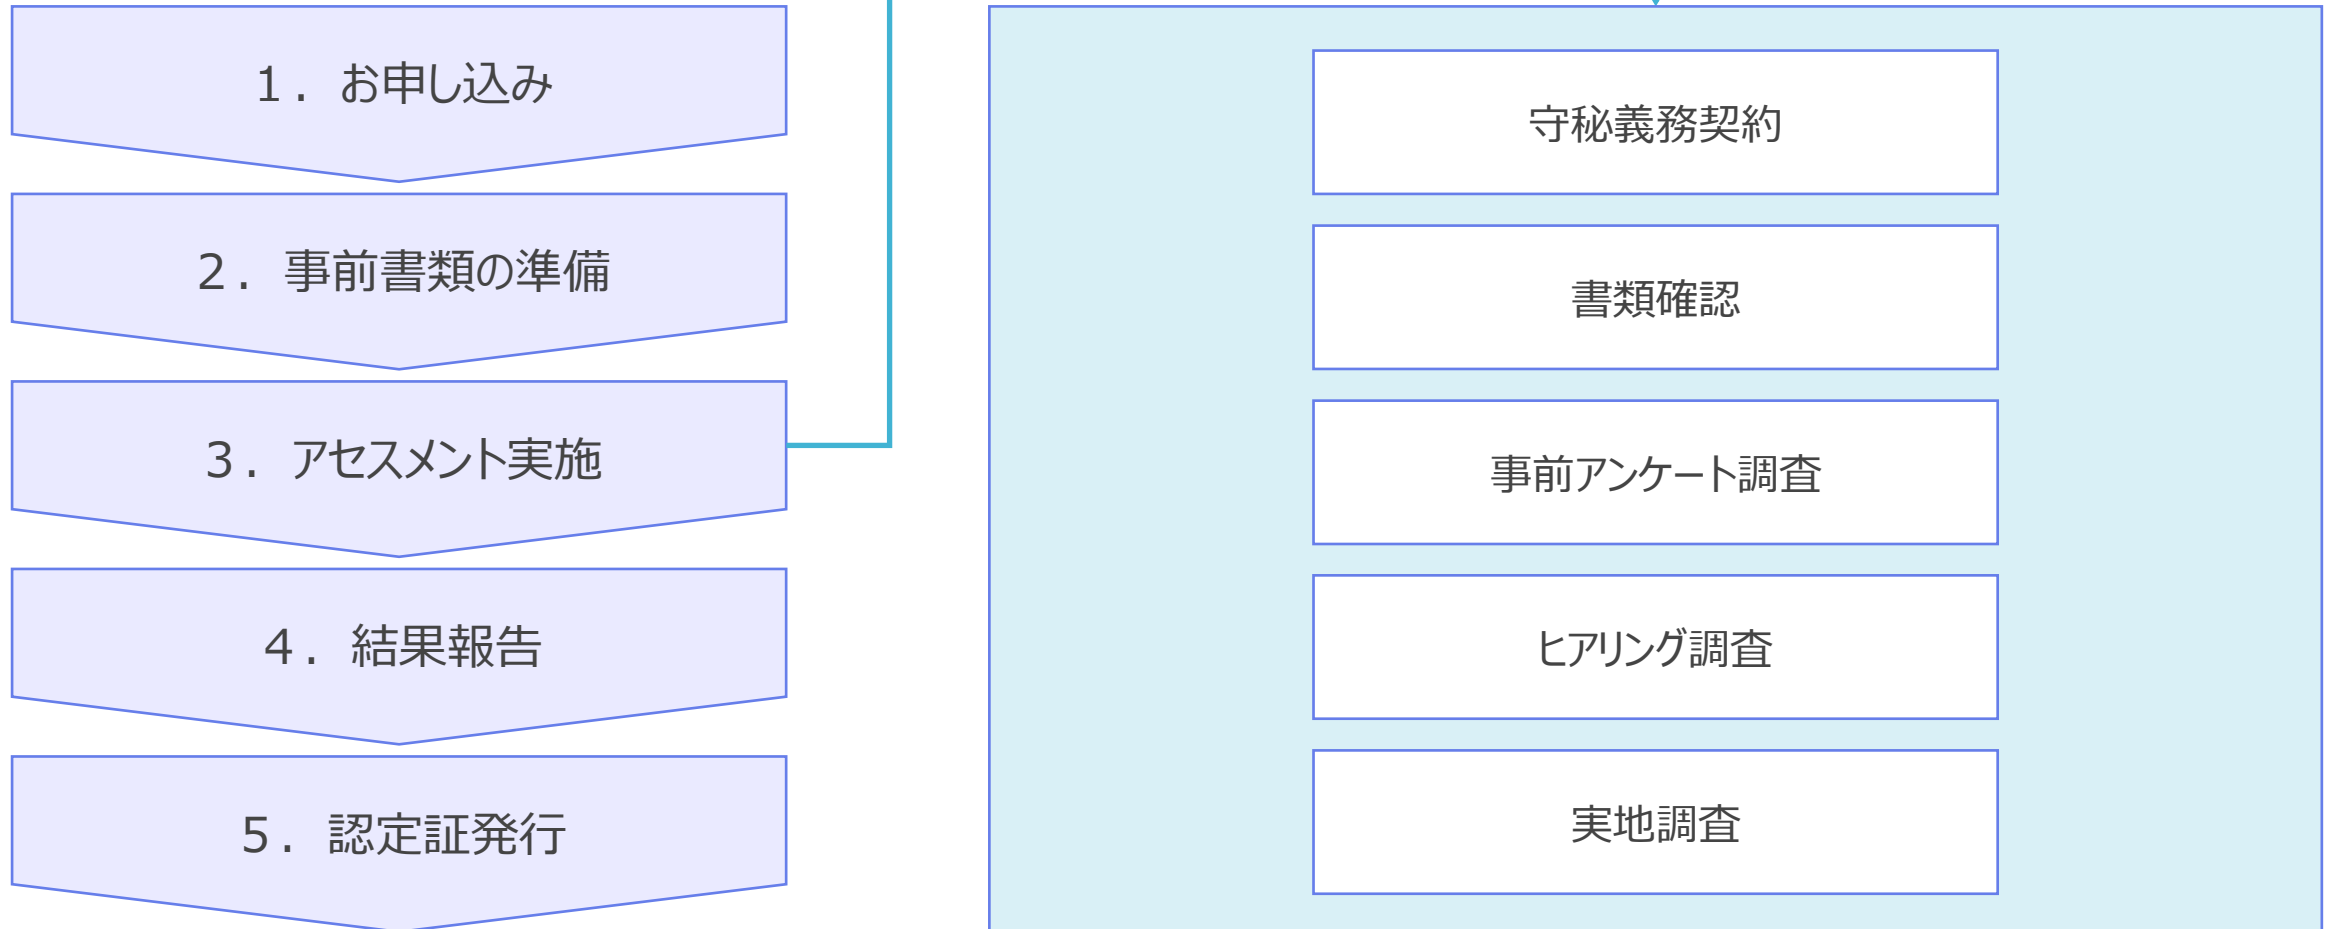 １．お申し込み
２．事前書類の準備
３．アセスメント実施
４．結果報告
５．認定証発行
守秘義務契約
書類確認
事前アンケート調査
ヒアリング調査
実地調査